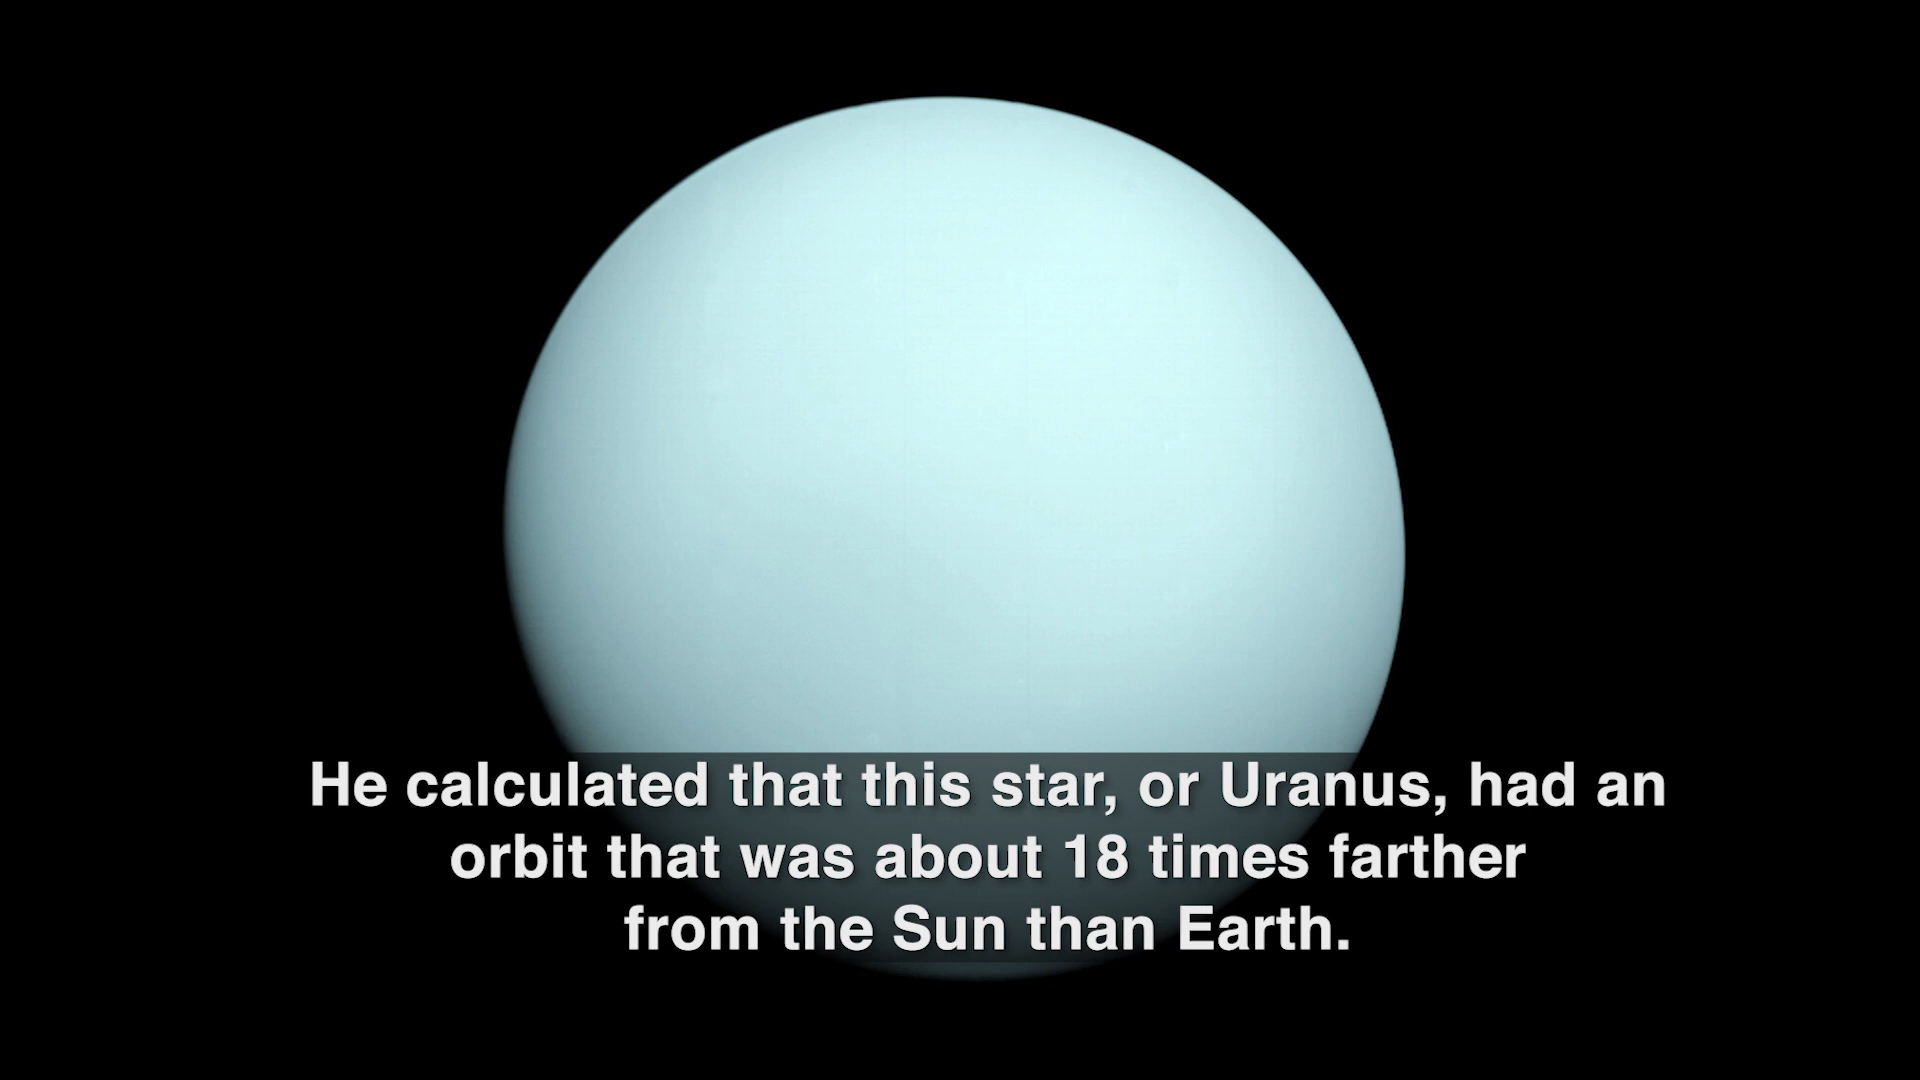 He calculated that this star, or Uranus, had an
orbit that was about 18 times farther
from the Sun than Earth.